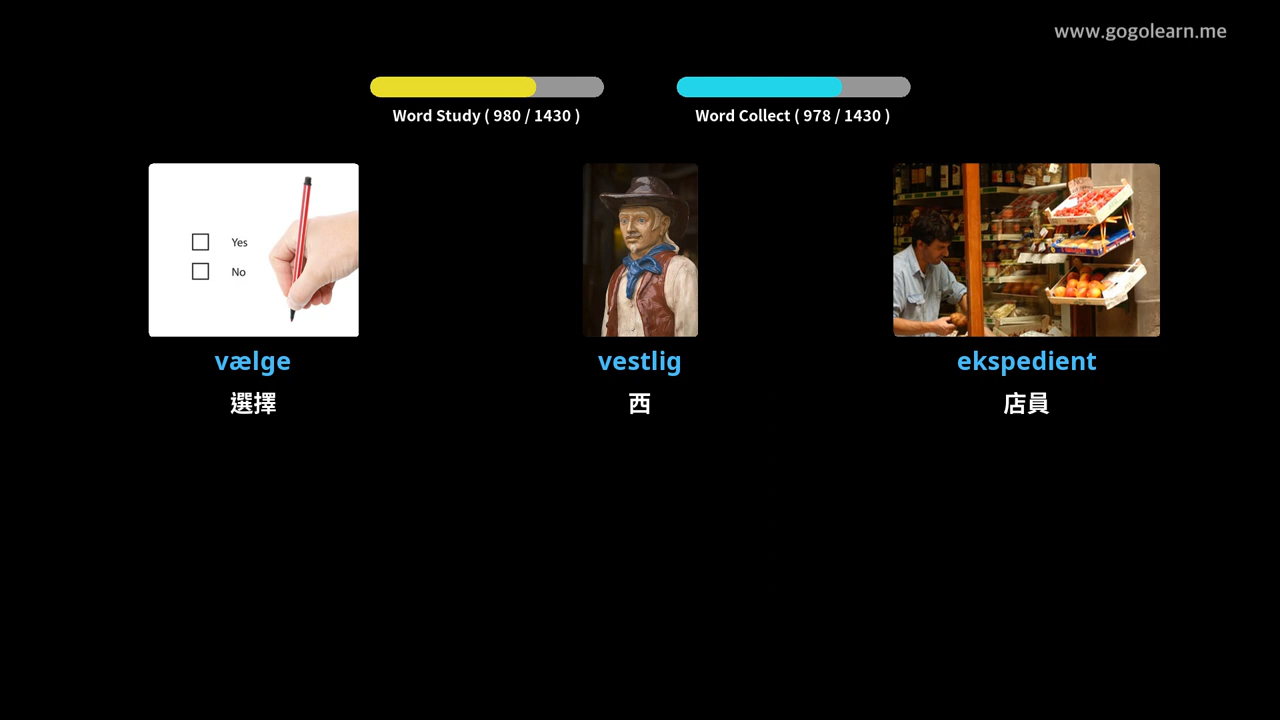 www.gogolearn.me
Word Study ( 980 / 1430 )
Word Collect ( 978 / 1430 )
Yes
No
vælge
vestlig
ekspedient
選擇
西
店員